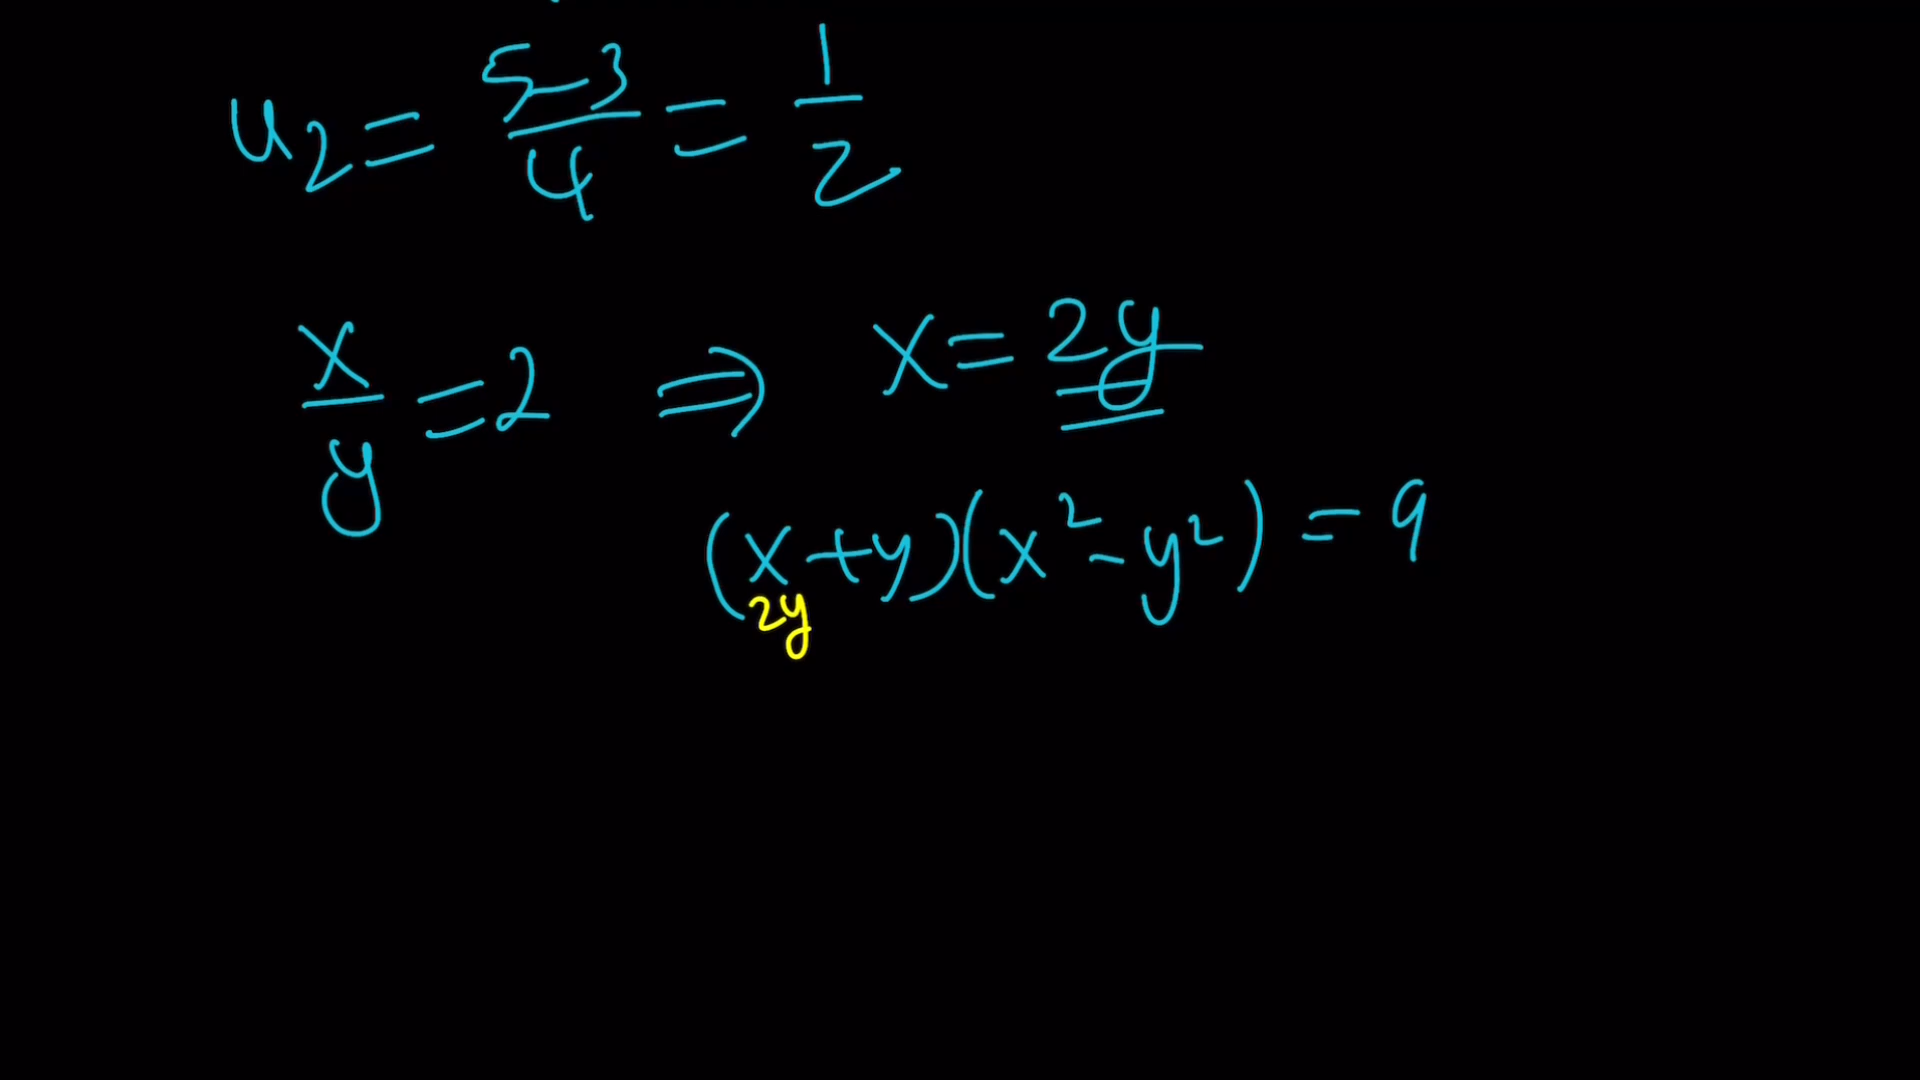 u₂ = (5-3)/4 = 1/2
x/y = 2 ⇒ x = 2y
(x+y)(x²-y²) = 9
2y